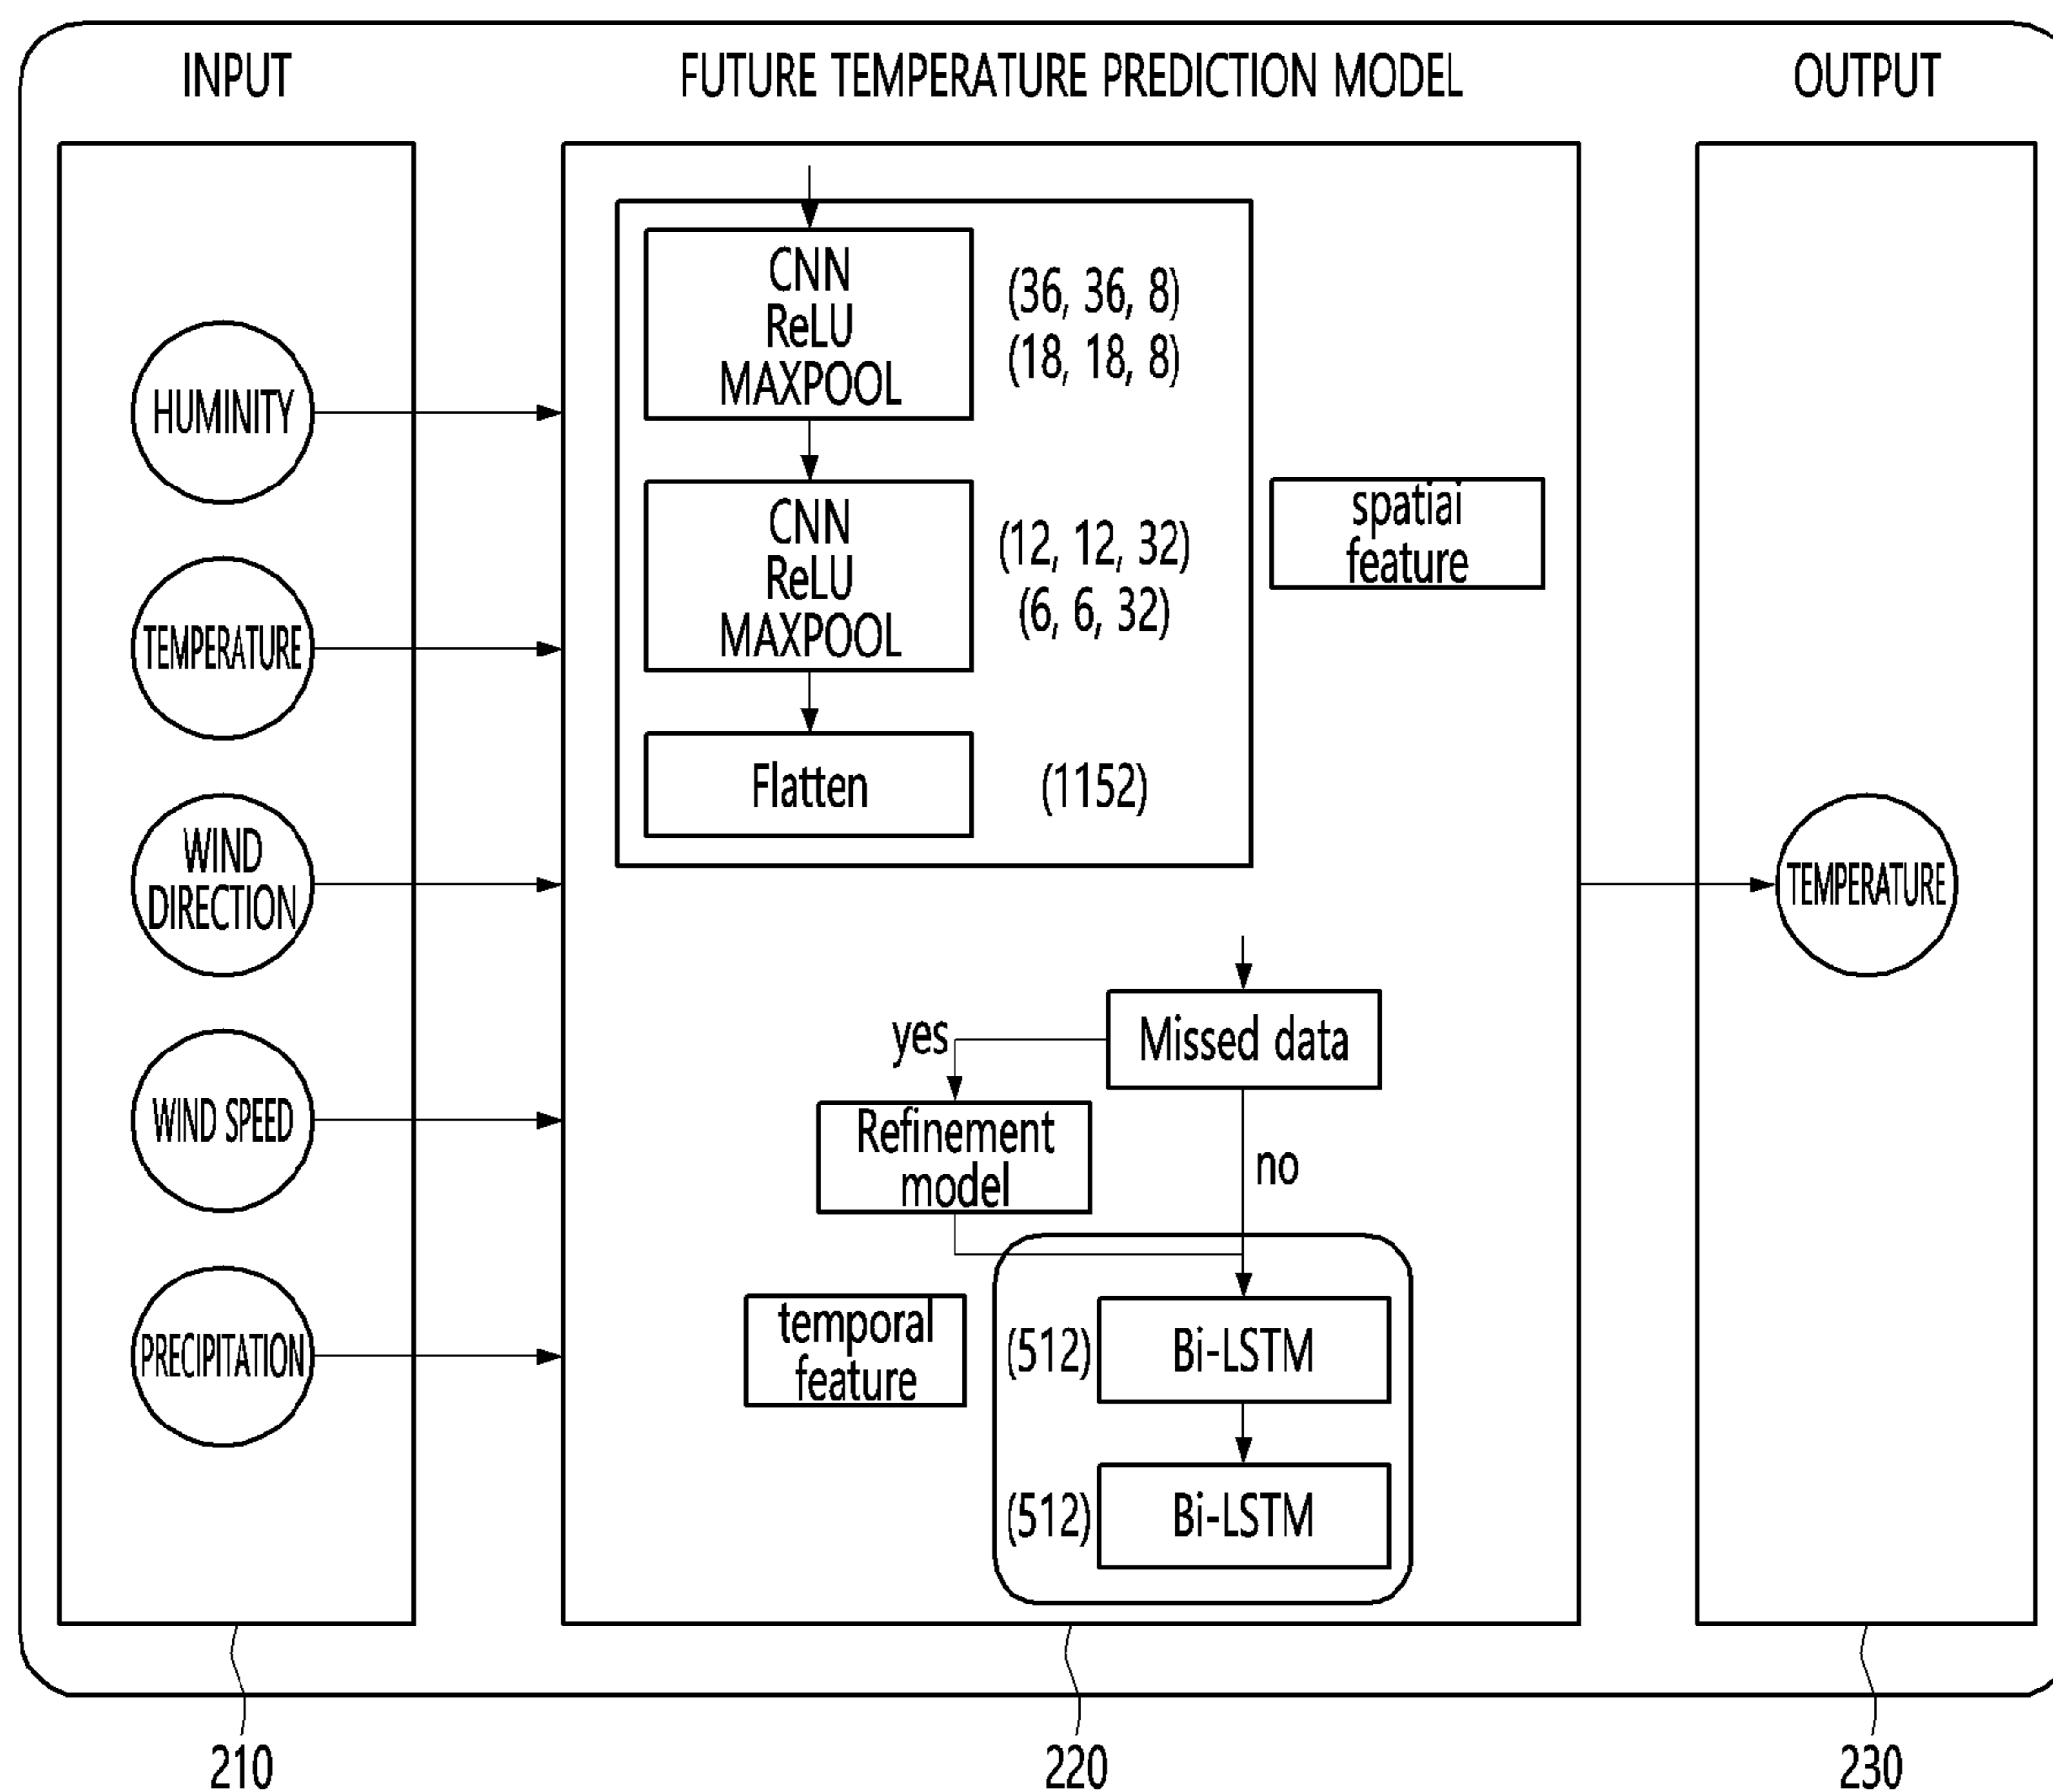 INPUT
FUTURE TEMPERATURE PREDICTION MODEL
OUTPUT
HUMINITY
TEMPERATURE
WIND
DIRECTION
WIND SPEED
PRECIPITATION
CNN
ReLU
MAXPOOL
(36, 36, 8)
(18, 18, 8)
CNN
ReLU
MAXPOOL
(12, 12, 32)
(6, 6, 32)
Flatten
(1152)
spatiai
feature
Missed data
yes
no
Refinement
model
temporal
feature
(512)
Bi-LSTM
(512)
Bi-LSTM
TEMPERATURE
210
220
230